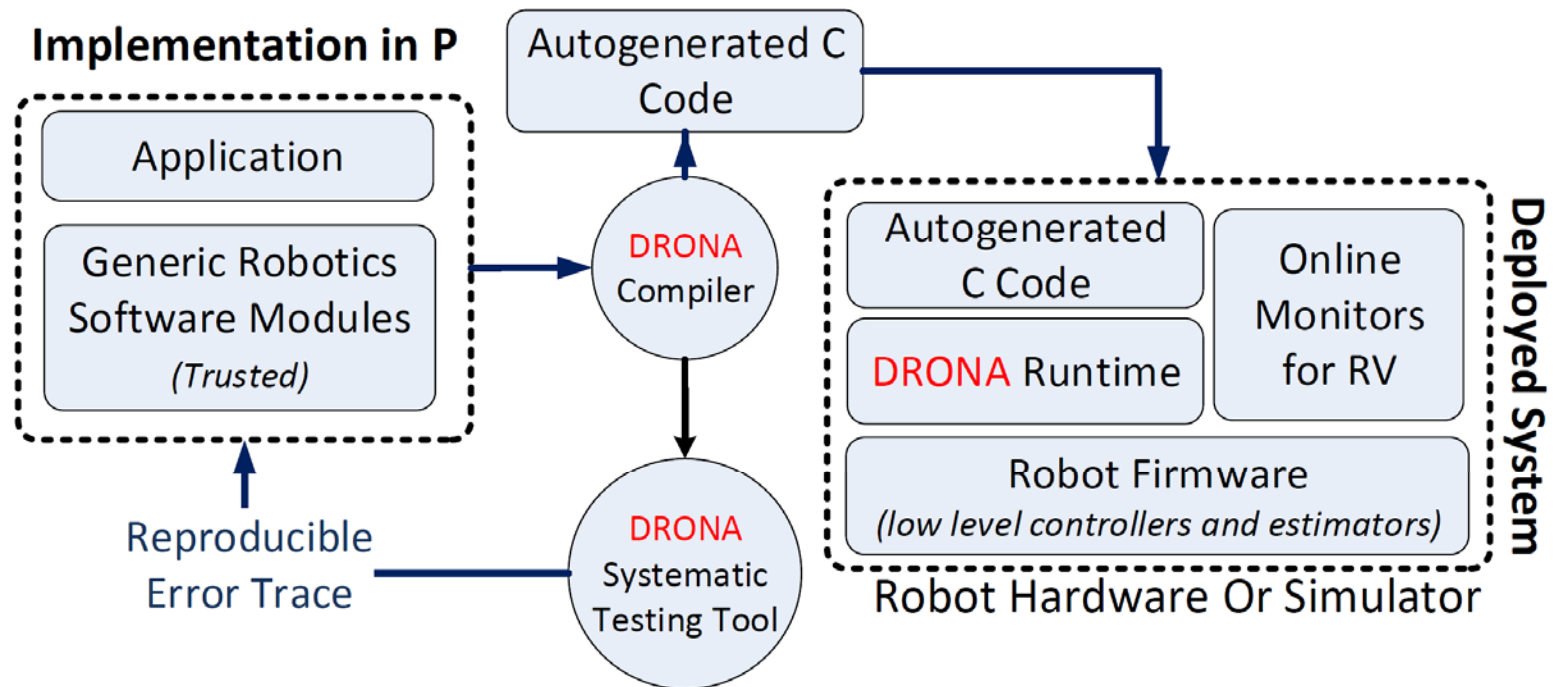 Implementation in P
Application
Generic Robotics
Software Modules
(Trusted)
Autogenerated C
Code
DRONA
Compiler
DRONA
Systematic
Testing Tool
Reproducible
Error Trace
Autogenerated
C Code
DRONA Runtime
Online
Monitors
for RV
Robot Firmware
(low level controllers and estimators)
Deployed System
Robot Hardware Or Simulator